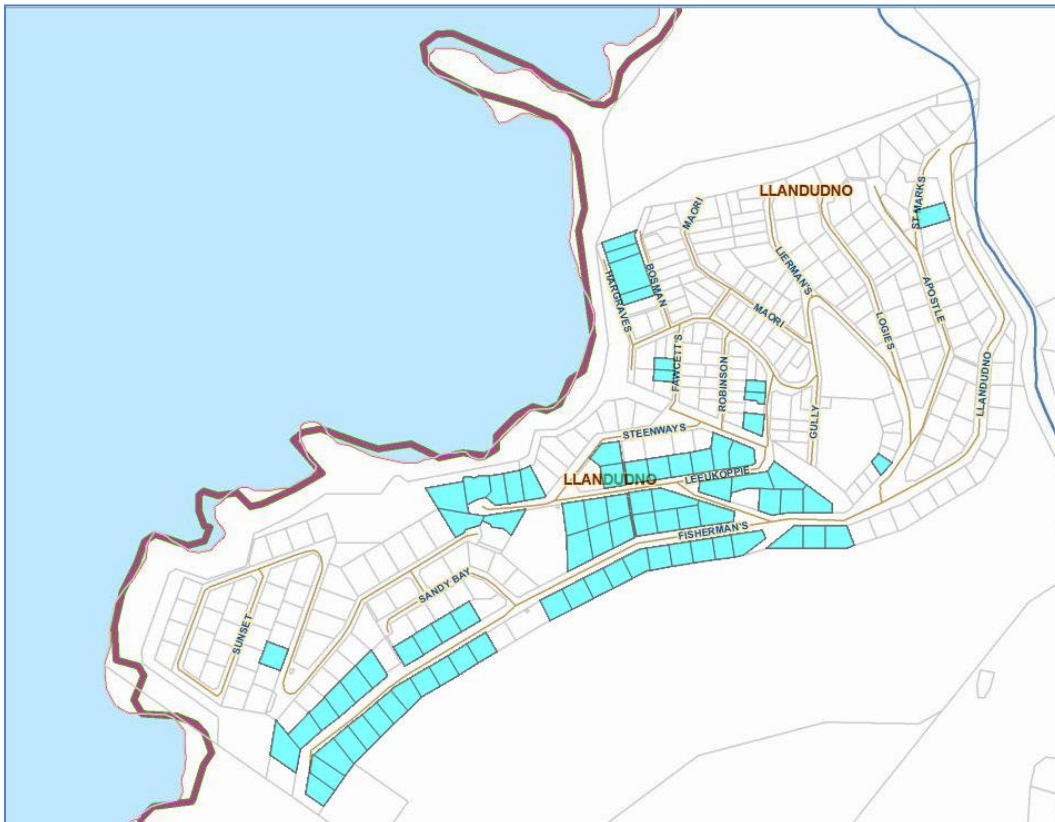 LLANDUDNO
ST MARKS
MAORI
LIERMAN'S
BOSMAN
HARGRAVES
APOSTLE
MAORI
LOGIES
FAWCETT'S
LLANDUDNO
ROBINSON
GULLY
STEENWAYS
LEEUKOPPIE
LLANDUDNO
FISHERMAN'S
SANDY BAY
SUNSET